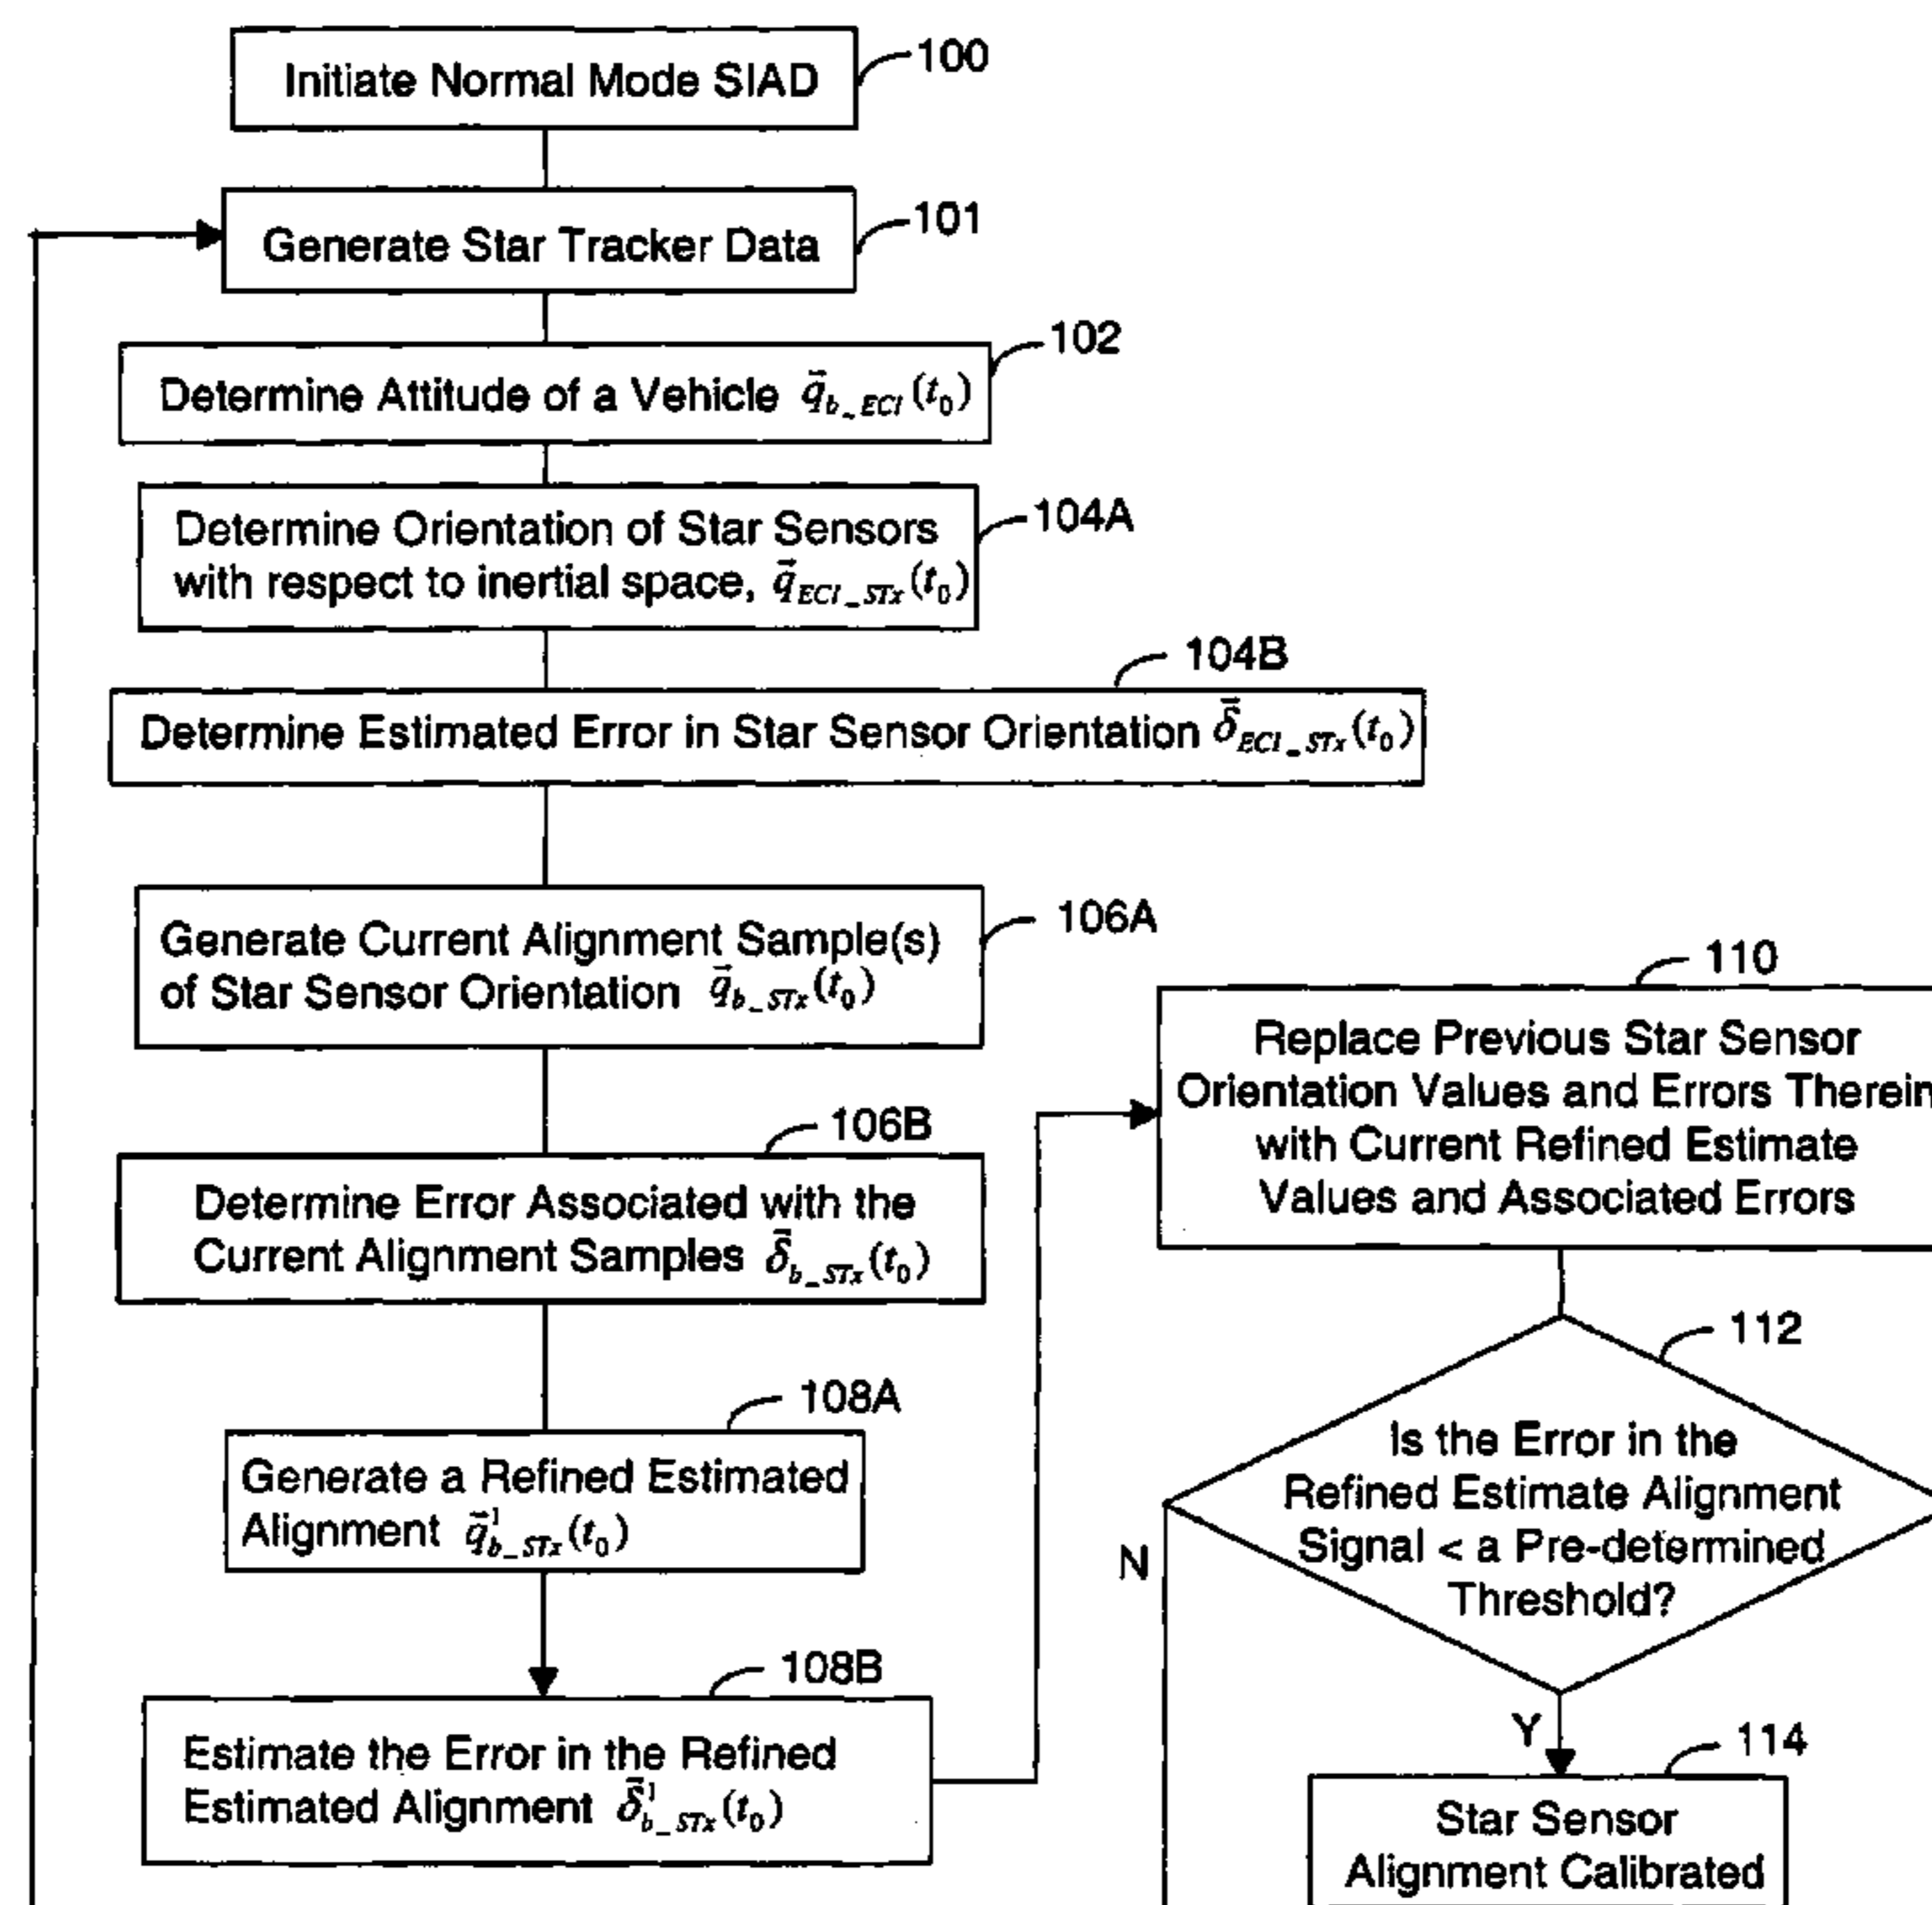 Initiate Normal Mode SIAD
100
Generate Star Tracker Data
101
Determine Attitude of a Vehicle q̄_{b_ECI}(t₀)
102
Determine Orientation of Star Sensors
with respect to inertial space, q̄_{ECI_STx}(t₀)
104A
104B
Determine Estimated Error in Star Sensor Orientation δ̄_{ECI_STx}(t₀)
Generate Current Alignment Sample(s)
of Star Sensor Orientation q̄_{b_STx}(t₀)
106A
106B
Determine Error Associated with the
Current Alignment Samples δ̄_{b_STx}(t₀)
108A
Generate a Refined Estimated
Alignment q̄¹_{b_STx}(t₀)
108B
Estimate the Error in the Refined
Estimated Alignment δ̄¹_{b_STx}(t₀)
110
Replace Previous Star Sensor
Orientation Values and Errors Therein
with Current Refined Estimate
Values and Associated Errors
112
Is the Error in the
Refined Estimate Alignment
Signal < a Pre-determined
Threshold?
N
Y
114
Star Sensor
Alignment Calibrated